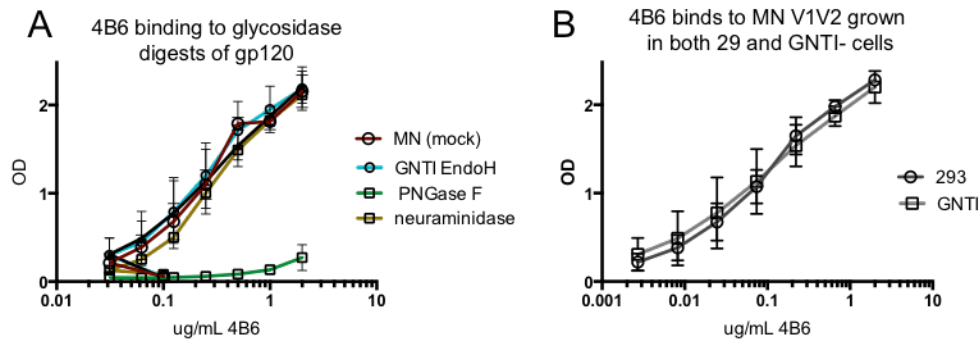 A
4B6 binding to glycosidase
digests of gp120
OD
2
1
0
0.01
0.1
1
10
ug/mL 4B6
MN (mock)
GNTI EndoH
PNGase F
neuraminidase
B
4B6 binds to MN V1V2 grown
in both 29 and GNTI- cells
OD
2
1
0
0.001
0.01
0.1
1
10
ug/mL 4B6
293
GNTI